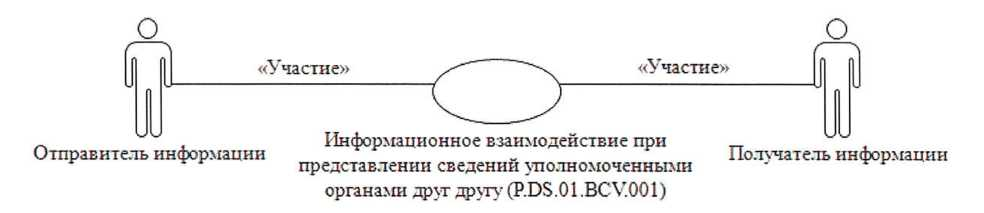 «Участие»
«Участие»
Отправитель информации
Информационное взаимодействие при
представлении сведений уполномоченными
органами друг другу (P.DS.01.BCV.001)
Получатель информации